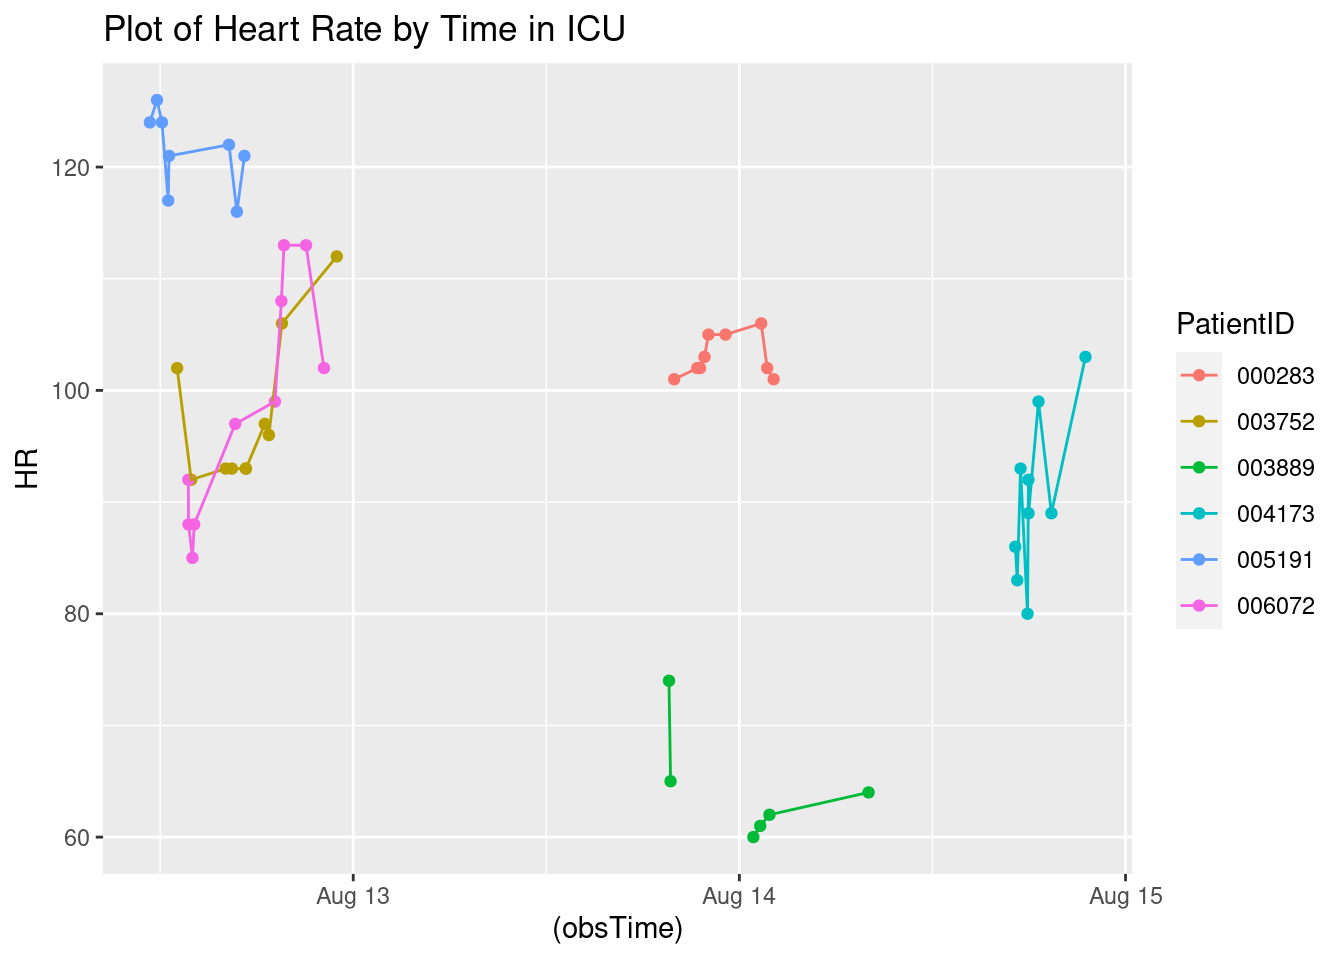 Plot of Heart Rate by Time in ICU
120
100
80
60
HR
Aug 13
Aug 14
Aug 15
(obsTime)
PatientID
000283
003752
003889
004173
005191
006072